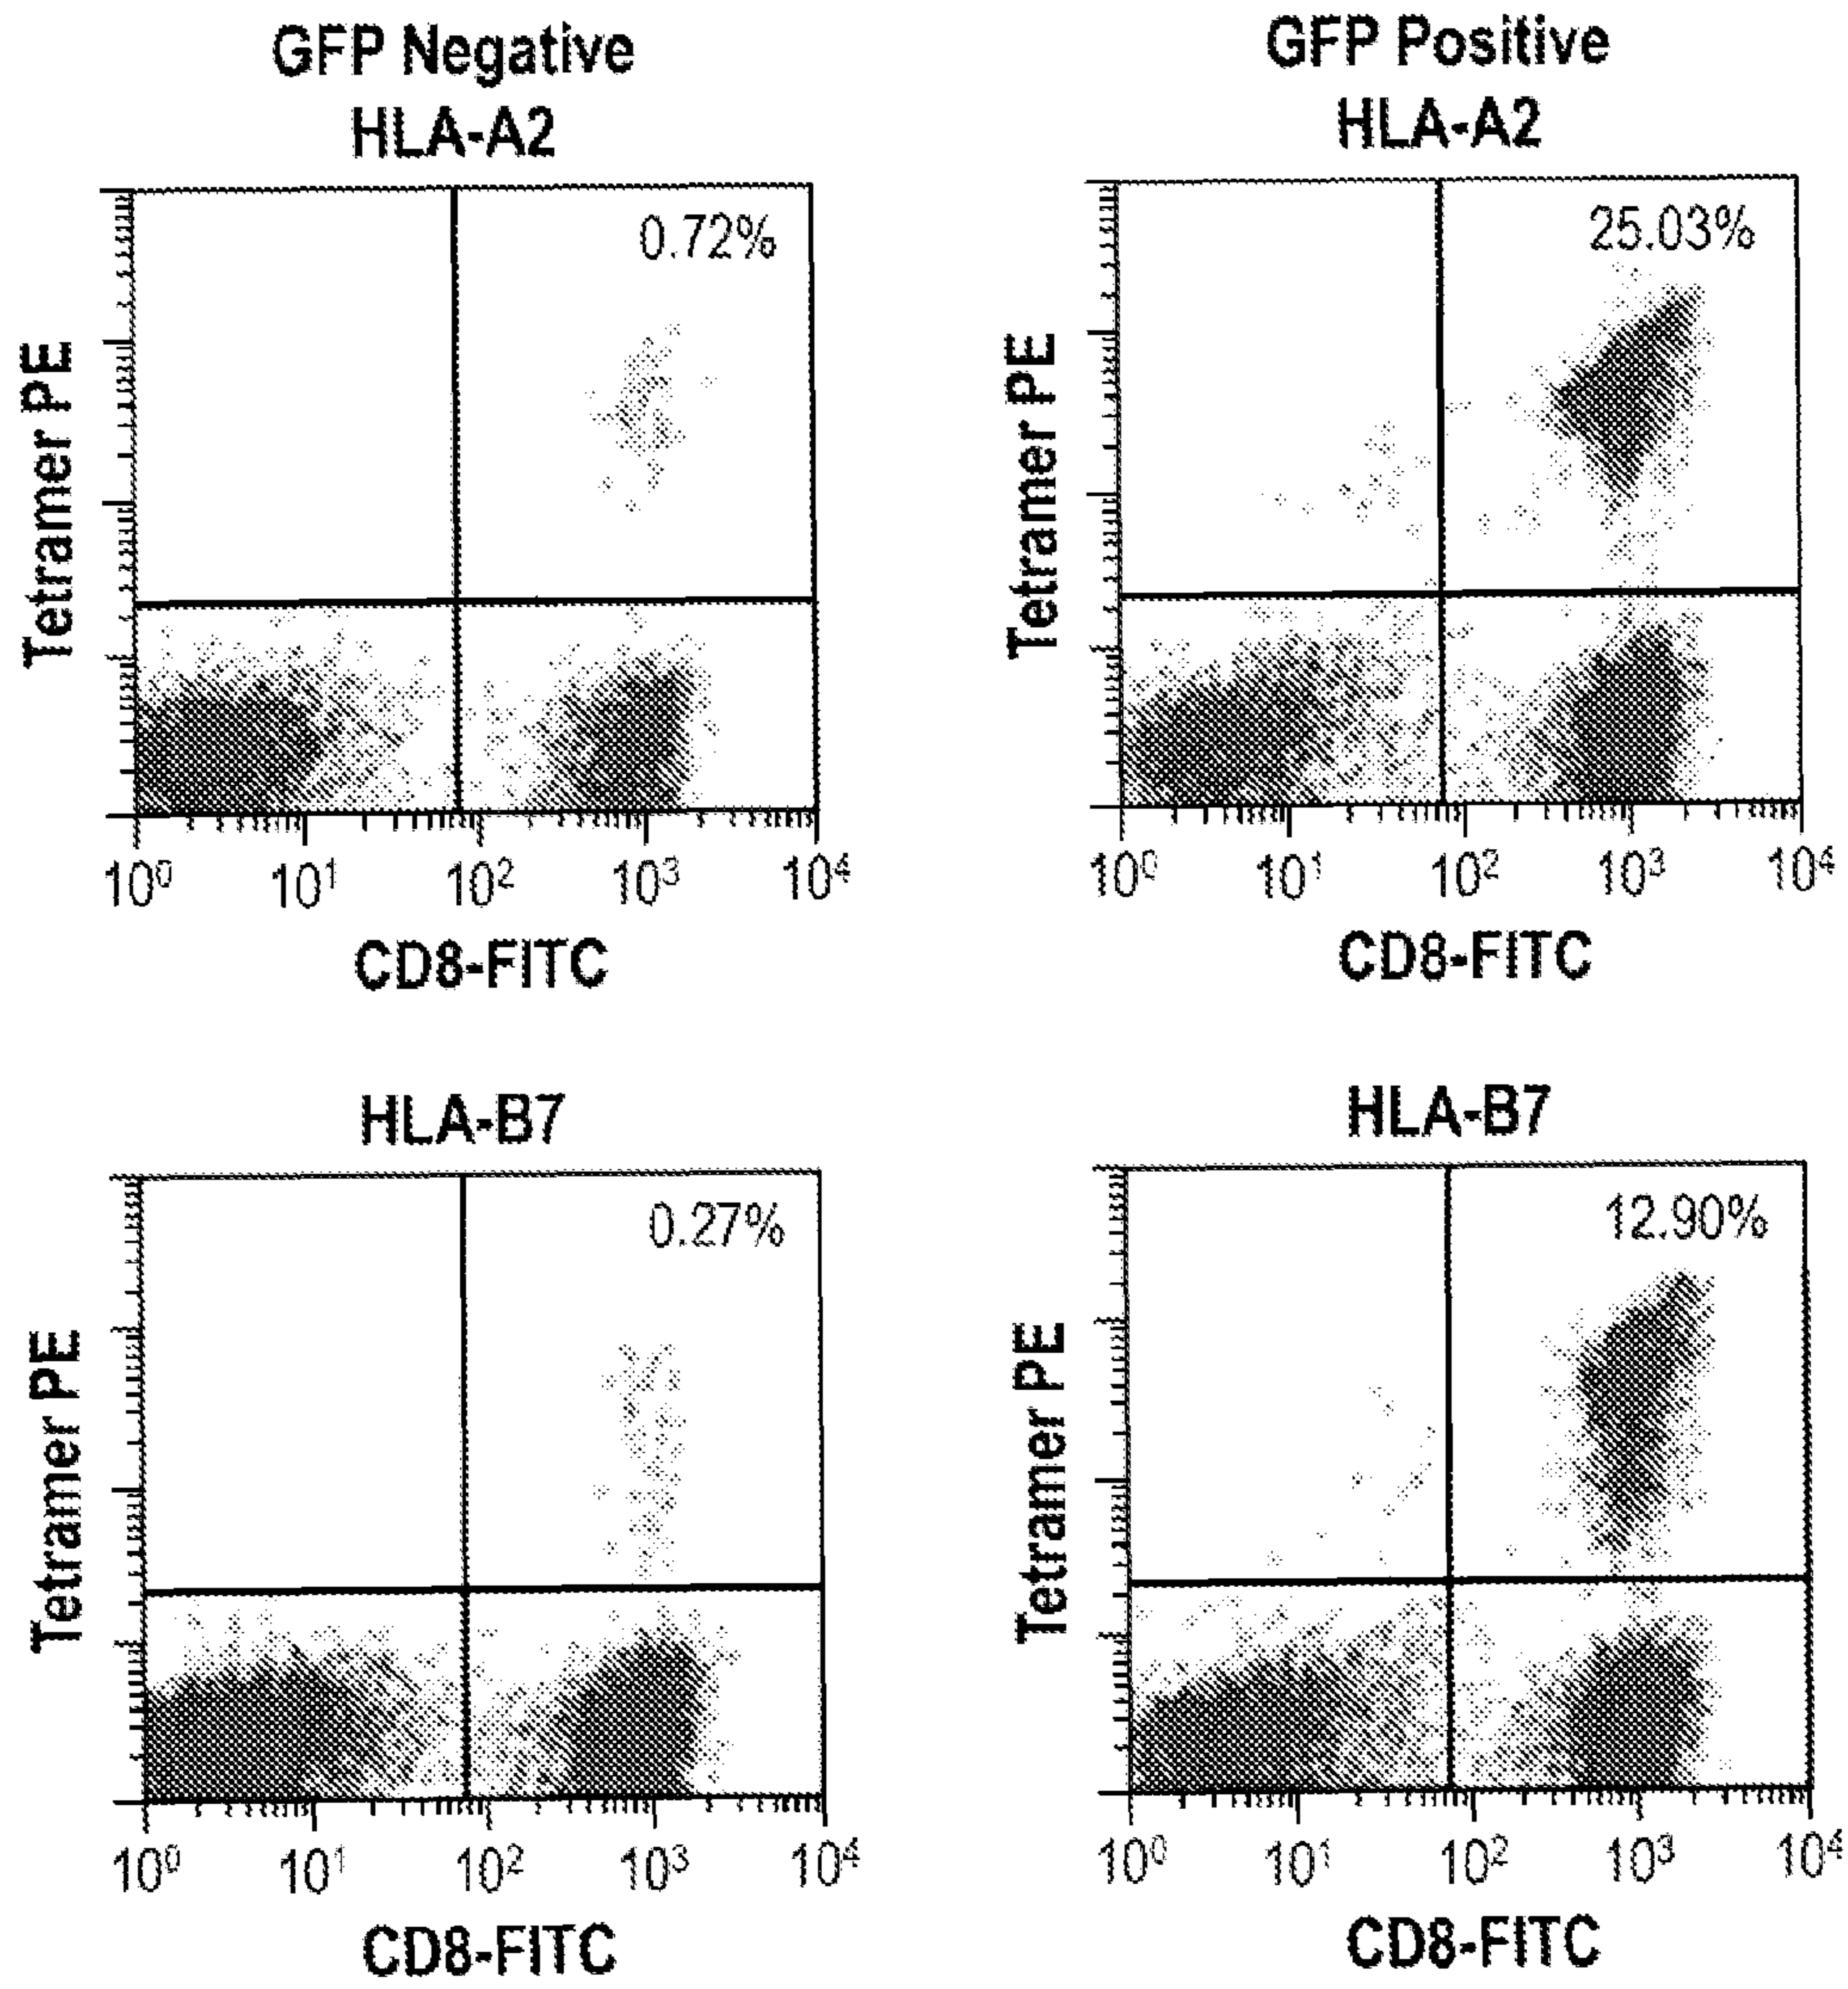 GFP Negative
HLA-A2
0.72%
Tetramer PE
10⁰ 10¹ 10² 10³ 10⁴
CD8-FITC
GFP Positive
HLA-A2
25.03%
Tetramer PE
10⁰ 10¹ 10² 10³ 10⁴
CD8-FITC
HLA-B7
0.27%
Tetramer PE
10⁰ 10¹ 10² 10³ 10⁴
CD8-FITC
HLA-B7
12.90%
Tetramer PE
10⁰ 10¹ 10² 10³ 10⁴
CD8-FITC